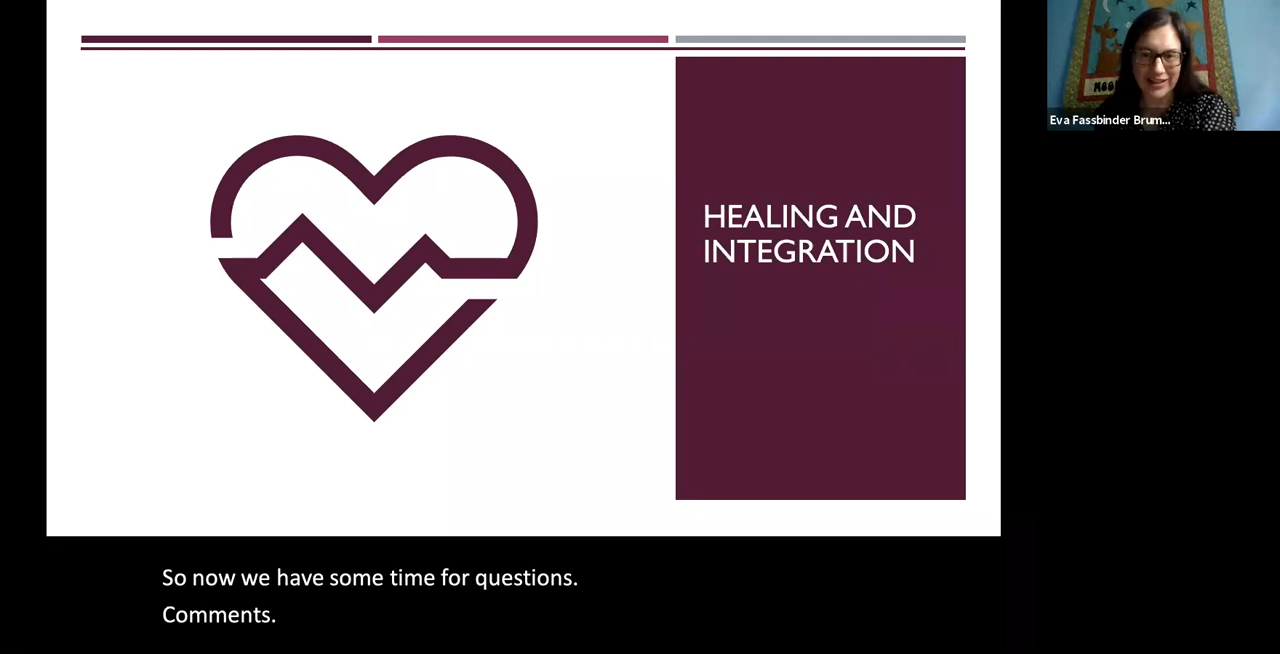 HEALING AND
INTEGRATION
Eva Fassbinder Brum...
So now we have some time for questions.
Comments.